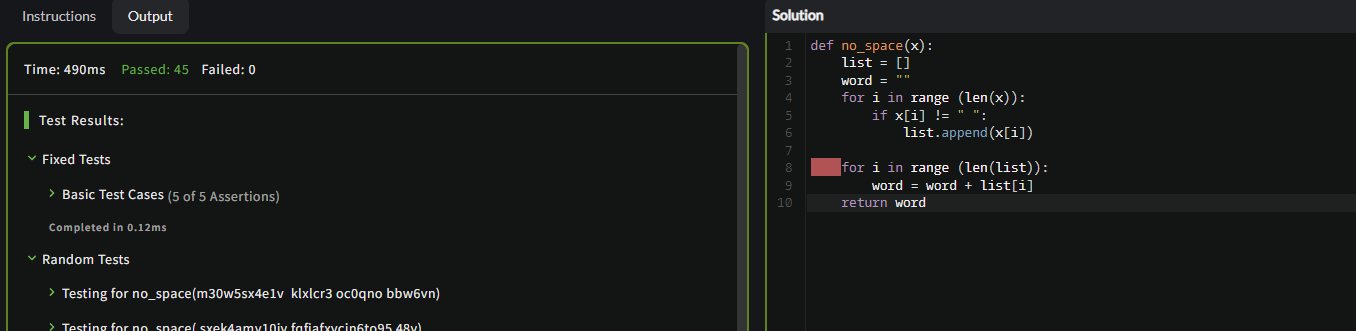 Instructions Output
Time: 490ms Passed: 45 Failed: 0
Test Results:
Fixed Tests
Basic Test Cases (5 of 5 Assertions)
Completed in 0.12ms
Random Tests
Testing for no_space(m30w5sx4e1v  klxlcr3 oc0qno bbw6vn)
Testing for no_space(
Solution
1 def no_space(x):
2     list = []
3     word = ""
4     for i in range (len(x)):
5         if x[i] != " ":
6             list.append(x[i])
7
8     for i in range (len(list)):
9         word = word + list[i]
10     return word